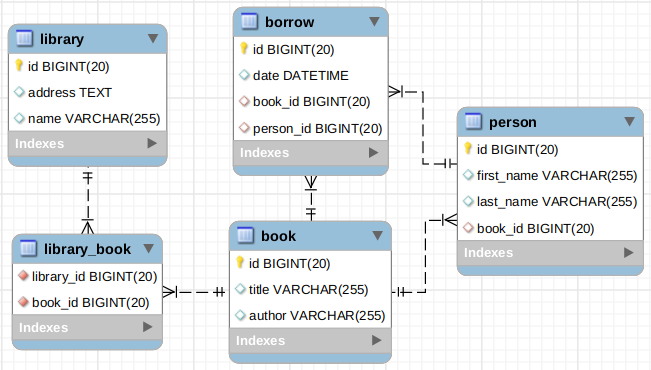 library
id BIGINT(20)
address TEXT
name VARCHAR(255)
Indexes
borrow
id BIGINT(20)
date DATETIME
book_id BIGINT(20)
person_id BIGINT(20)
Indexes
person
id BIGINT(20)
first_name VARCHAR(255)
last_name VARCHAR(255)
book_id BIGINT(20)
Indexes
library_book
library_id BIGINT(20)
book_id BIGINT(20)
Indexes
book
id BIGINT(20)
title VARCHAR(255)
author VARCHAR(255)
Indexes